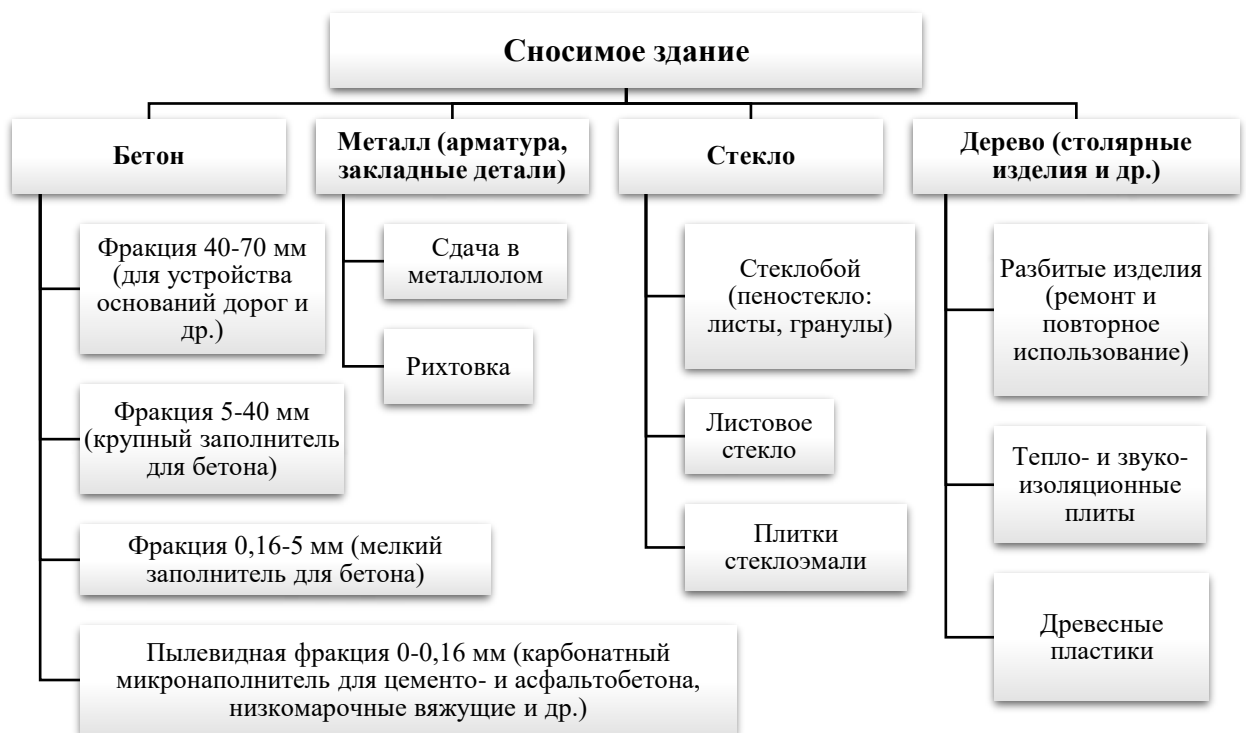 Сносимое здание
Бетон
Фракция 40-70 мм
(для устройства
оснований дорог и
др.)
Фракция 5-40 мм
(крупный заполнитель
для бетона)
Фракция 0,16-5 мм (мелкий
заполнитель для бетона)
Пылевидная фракция 0-0,16 мм (карбонатный
микронаполнитель для цементо- и асфальтобетона,
низкомарочные вяжущие и др.)
Металл (арматура,
закладные детали)
Сдача в
металлолом
Рихтовка
Стекло
Стеклобой
(пеностекло:
листы, гранулы)
Листовое
стекло
Плитки
стеклоэмали
Дерево (столярные
изделия и др.)
Разбитые изделия
(ремонт и
повторное
использование)
Тепло- и звуко-
изоляционные
плиты
Древесные
пластики